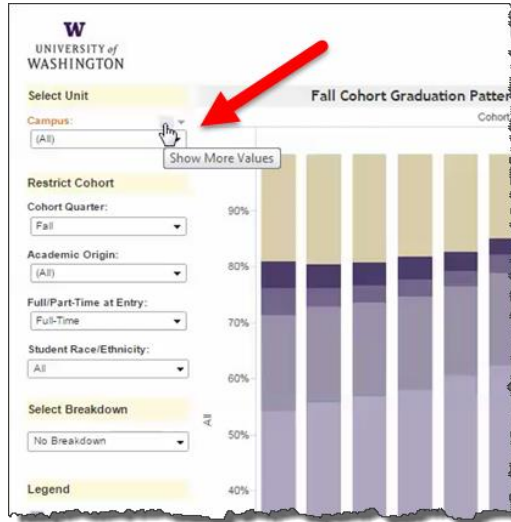 W
UNIVERSITY of
WASHINGTON
Select Unit
Campus:
(All)
Show More Values
Restrict Cohort
Cohort Quarter:
Fall
Academic Origin:
(All)
Full/Part-Time at Entry:
Full-Time
Student Race/Ethnicity:
All
Select Breakdown
No Breakdown
Legend
Fall Cohort Graduation Patter
Cohort
90%
80%
70%
60%
50%
40%
All